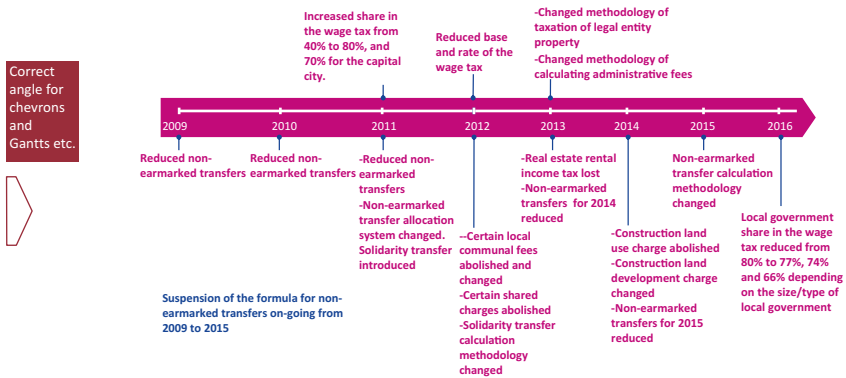 Correct
angle for
chevrons
and
Gantts etc.
Increased share in
the wage tax from
40% to 80%, and
70% for the capital
city.
Reduced base
and rate of the
wage tax
-Changed methodology of
taxation of legal entity
property
-Changed methodology of
calculating administrative fees
2009
2010
2011
2012
2013
2014
2015
2016
Reduced non-
earmarked transfers
Reduced non-
earmarked transfers
-Reduced non-
earmarked
transfers
-Non-earmarked
transfer allocation
system changed.
Solidarity transfer
introduced
--Certain local
communal fees
abolished and
changed
-Certain shared
charges abolished
-Solidarity transfer
calculation
methodology
changed
-Real estate rental
income tax lost
-Non-earmarked
transfers for 2014
reduced
-Construction land
use charge abolished
-Construction land
development charge
changed
-Non-earmarked
transfers for 2015
reduced
Non-earmarked
transfer calculation
methodology
changed
Local government
share in the wage
tax reduced from
80% to 77%, 74%
and 66% depending
on the size/type of
local government
Suspension of the formula for non-
earmarked transfers on-going from
2009 to 2015